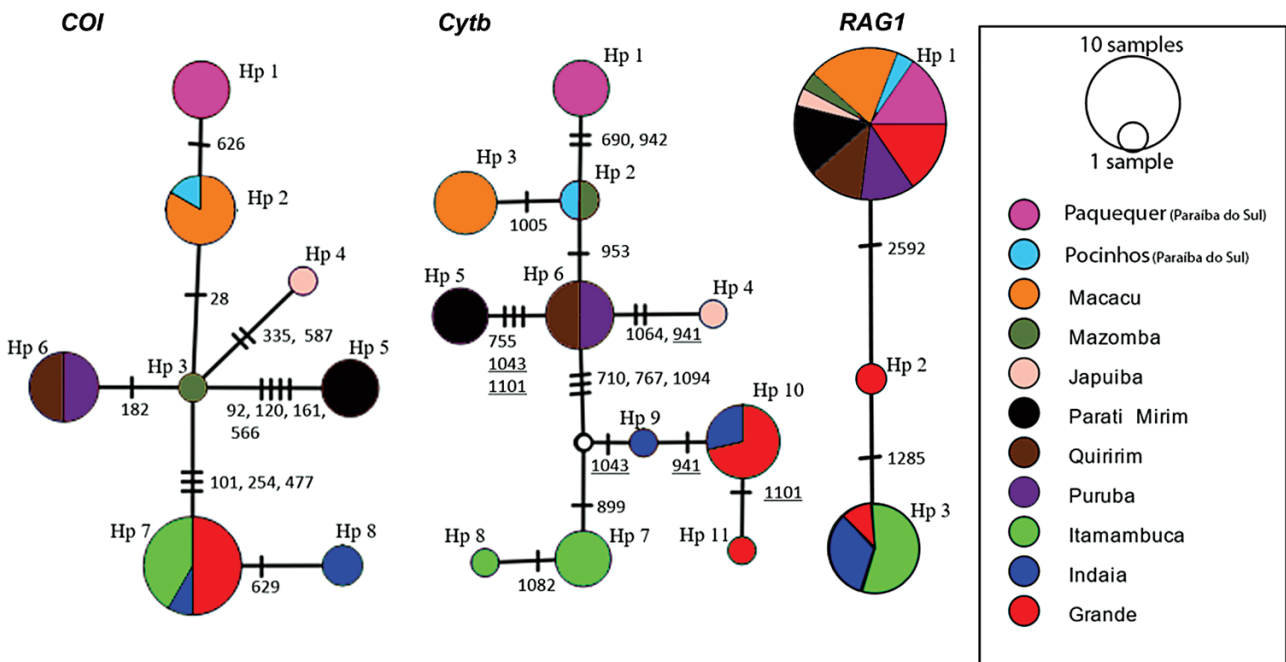 COI
Hp 1
626
Hp 2
28
Hp 4
335, 587
Hp 6
Hp 3
Hp 5
182
92, 120, 161,
566
101, 254, 477
Hp 7
Hp 8
629
Cytb
Hp 1
690, 942
Hp 3
Hp 2
1005
953
Hp 5
Hp 6
Hp 4
755
1043
1101
1064, 941
710, 767, 1094
Hp 9
Hp 10
1043
941
1101
899
Hp 8
Hp 7
Hp 11
1082
RAG1
Hp 1
2592
Hp 2
1285
Hp 3
10 samples
1 sample
Paquequer (Paraíba do Sul)
Pocinhos (Paraíba do Sul)
Macacu
Mazomba
Japuiba
Parati Mirim
Quiririm
Puruba
Itamambuca
Indaia
Grande